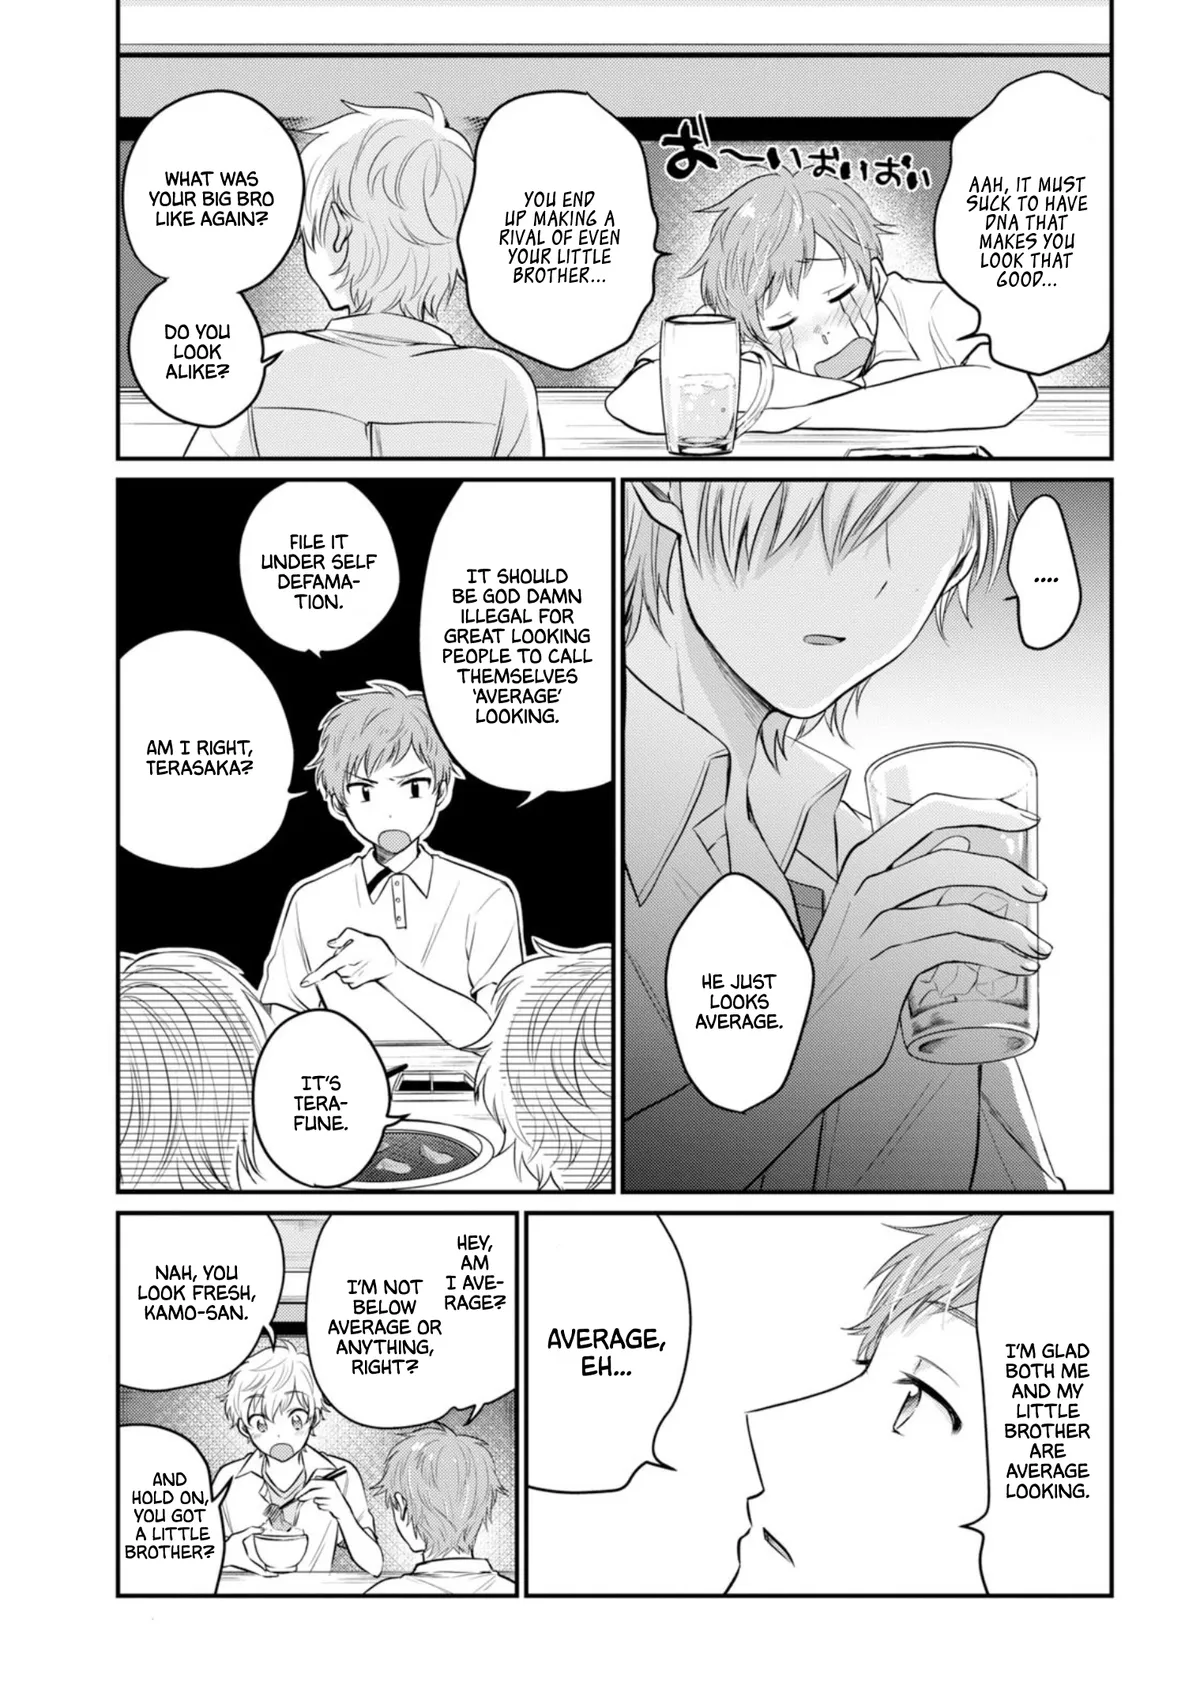 AAH, IT MUST
SUCK TO HAVE
DNA THAT
MAKES YOU
LOOK THAT
GOOD...
お〜いおいおい
YOU END
UP MAKING A
RIVAL OF EVEN
YOUR LITTLE
BROTHER...
WHAT WAS
YOUR BIG BRO
LIKE AGAIN?
DO YOU
LOOK
ALIKE?
....
HE JUST
LOOKS
AVERAGE.
IT SHOULD
BE GOD DAMN
ILLEGAL FOR
GREAT LOOKING
PEOPLE TO CALL
THEMSELVES
'AVERAGE'
LOOKING.
FILE IT
UNDER SELF
DEFAMA-
TION.
AM I RIGHT,
TERASAKA?
IT'S
TERA-
FUNE.
I'M GLAD
BOTH ME
AND MY
LITTLE
BROTHER
ARE
AVERAGE
LOOKING.
AVERAGE,
EH...
HEY,
AM
I AVE-
RAGE?
I'M NOT
BELOW
AVERAGE OR
ANYTHING,
RIGHT?
NAH, YOU
LOOK FRESH,
KAMO-SAN.
AND
HOLD ON,
YOU GOT
A LITTLE
BROTHER?